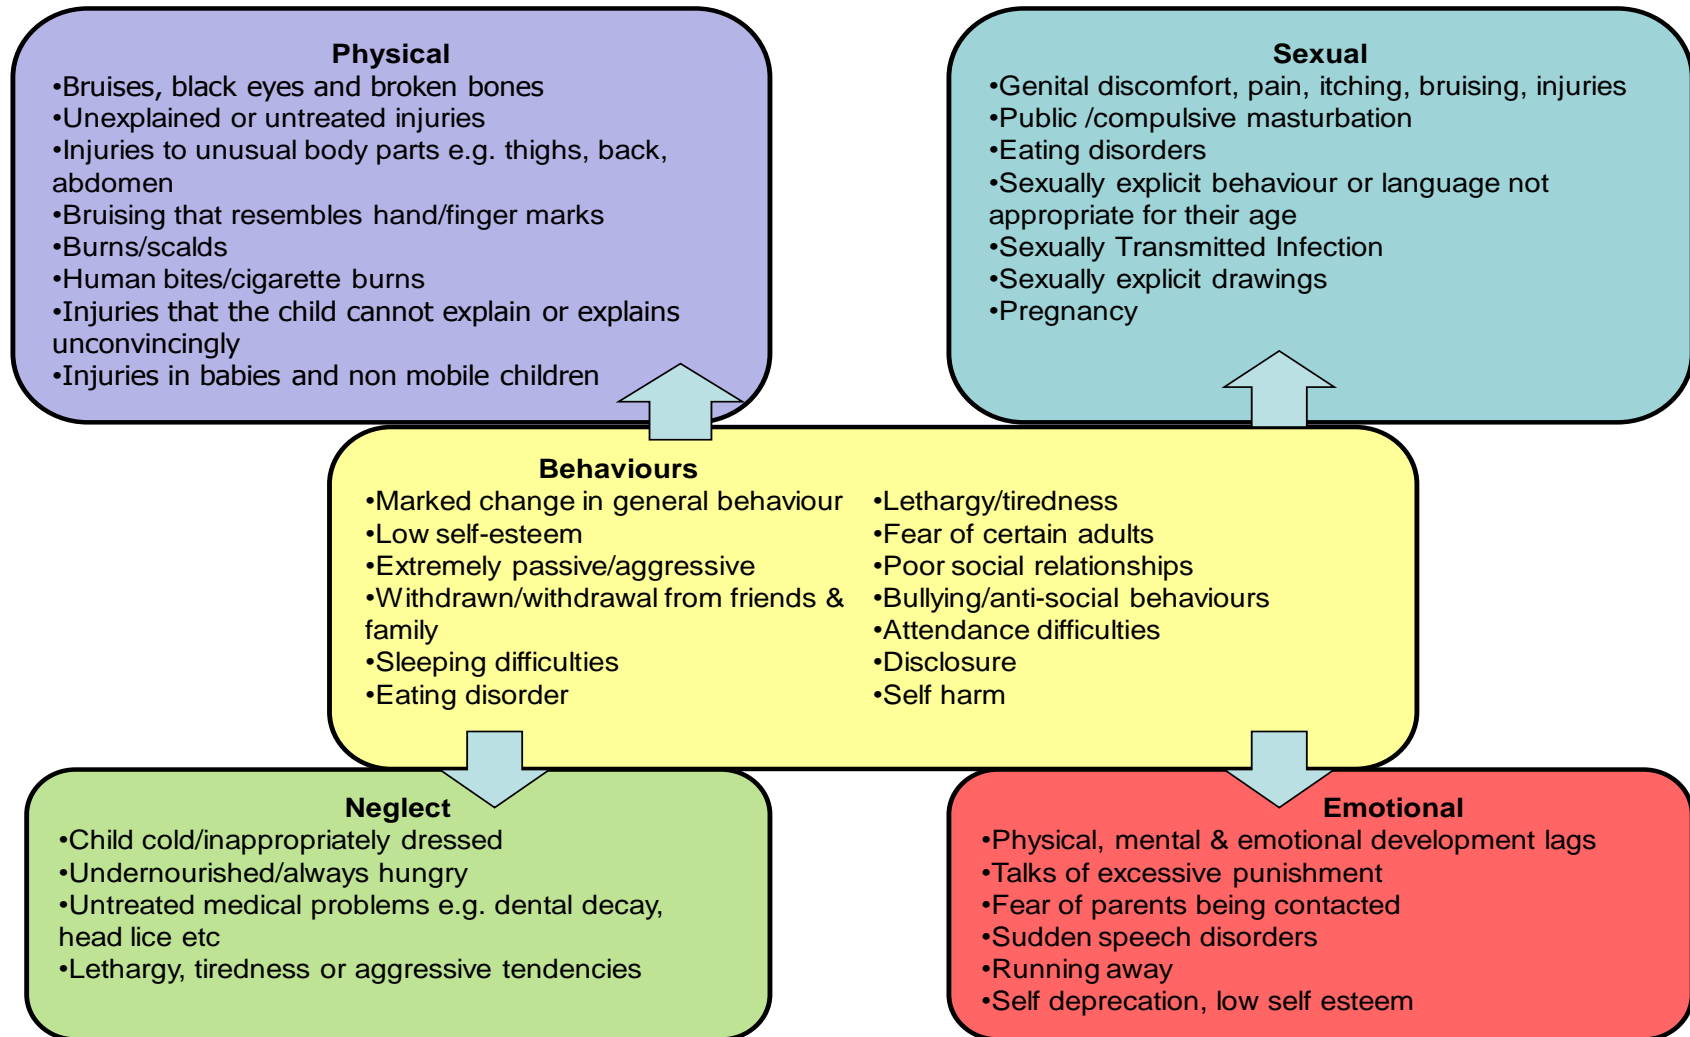 Physical
•Bruises, black eyes and broken bones
•Unexplained or untreated injuries
•Injuries to unusual body parts e.g. thighs, back,
abdomen
•Bruising that resembles hand/finger marks
•Burns/scalds
•Human bites/cigarette burns
•Injuries that the child cannot explain or explains
unconvincingly
•Injuries in babies and non mobile children
Sexual
•Genital discomfort, pain, itching, bruising, injuries
•Public /compulsive masturbation
•Eating disorders
•Sexually explicit behaviour or language not
appropriate for their age
•Sexually Transmitted Infection
•Sexually explicit drawings
•Pregnancy
Behaviours
•Marked change in general behaviour
•Low self-esteem
•Extremely passive/aggressive
•Withdrawn/withdrawal from friends &
family
•Sleeping difficulties
•Eating disorder
•Lethargy/tiredness
•Fear of certain adults
•Poor social relationships
•Bullying/anti-social behaviours
•Attendance difficulties
•Disclosure
•Self harm
Neglect
•Child cold/inappropriately dressed
•Undernourished/always hungry
•Untreated medical problems e.g. dental decay,
head lice etc
•Lethargy, tiredness or aggressive tendencies
Emotional
•Physical, mental & emotional development lags
•Talks of excessive punishment
•Fear of parents being contacted
•Sudden speech disorders
•Running away
•Self deprecation, low self esteem